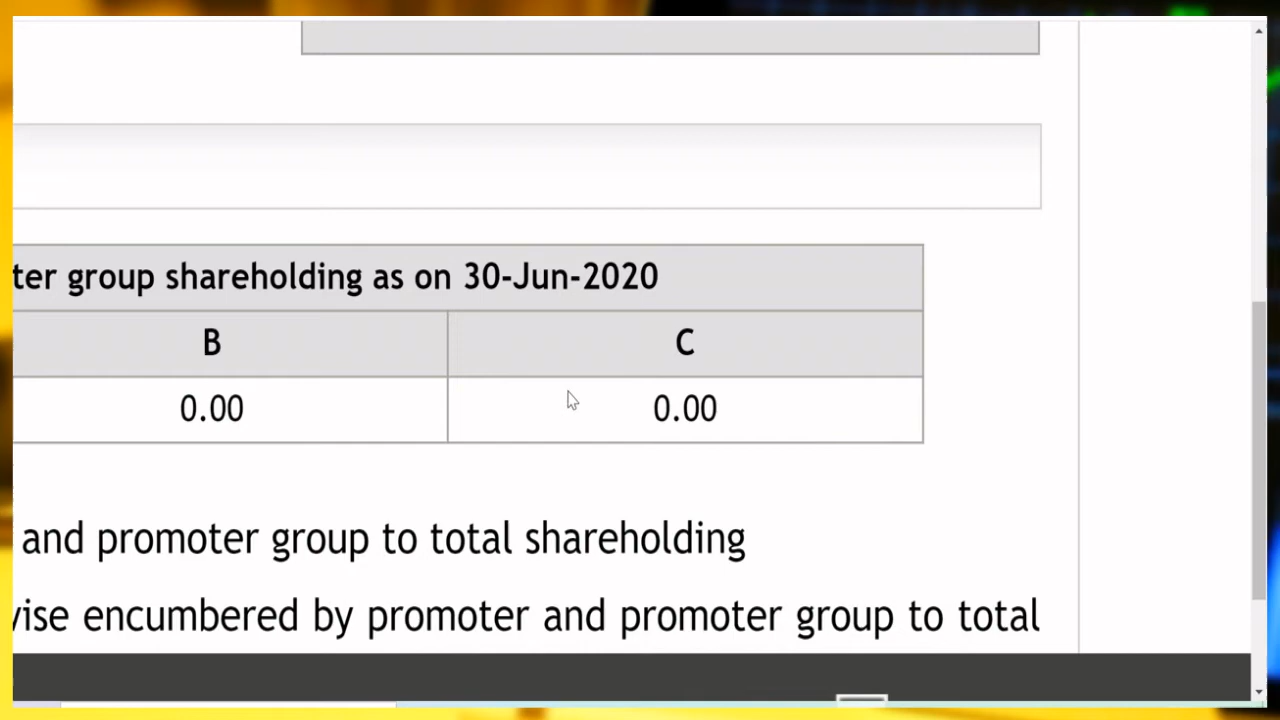 ter group shareholding as on 30-Jun-2020
B C
0.00 0.00
and promoter group to total shareholding
encumbered by promoter and promoter group to total